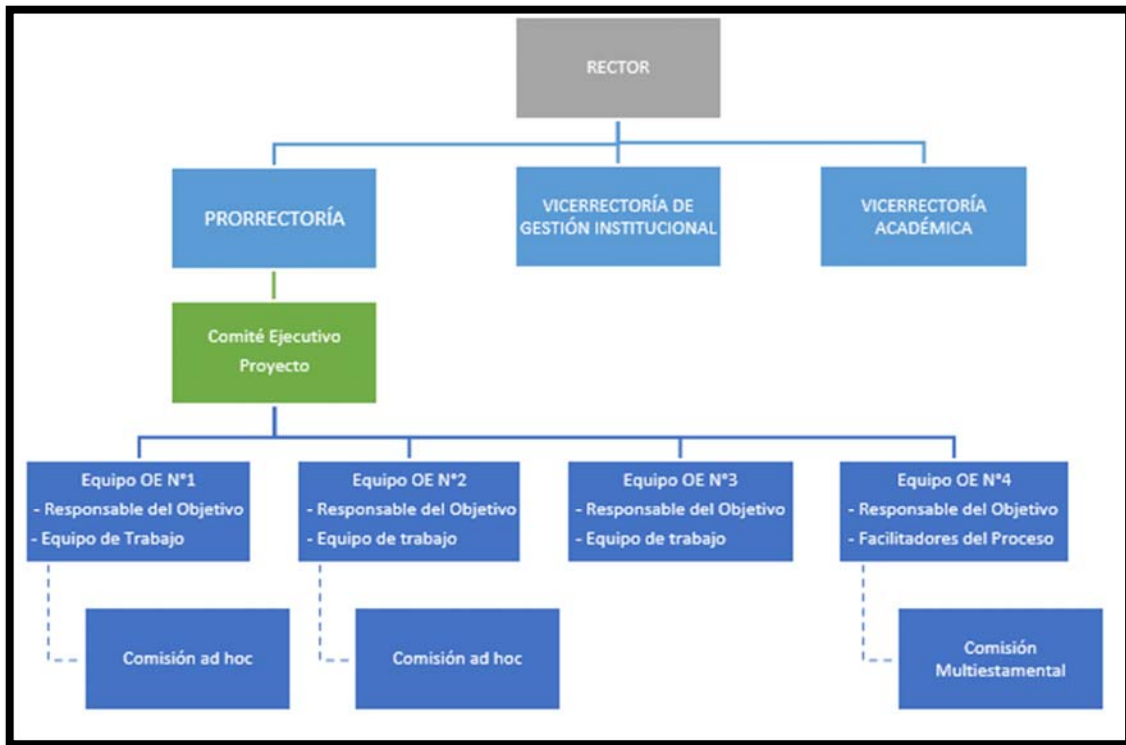 RECTOR
PRORRECTORÍA
VICERRECTORÍA DE
GESTIÓN INSTITUCIONAL
VICERRECTORÍA
ACADÉMICA
Comité Ejecutivo
Proyecto
Equipo OE N°1
- Responsable del Objetivo
- Equipo de Trabajo
Equipo OE N°2
- Responsable del Objetivo
- Equipo de trabajo
Equipo OE N°3
- Responsable del Objetivo
- Equipo de trabajo
Equipo OE N°4
- Responsable del Objetivo
- Facilitadores del Proceso
Comisión ad hoc
Comisión ad hoc
Comisión
Multiestamental